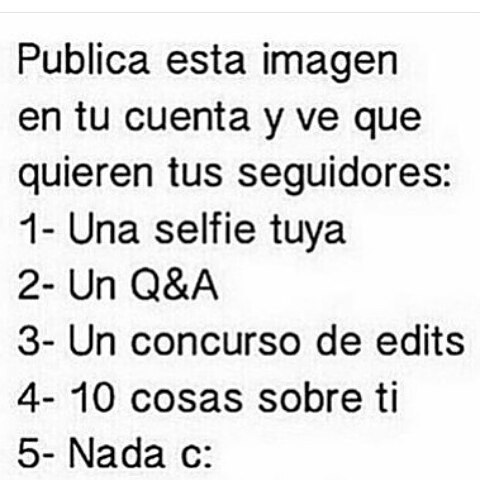 Publica esta imagen
en tu cuenta y ve que
quieren tus seguidores:
1- Una selfie tuya
2- Un Q&A
3- Un concurso de edits
4- 10 cosas sobre ti
5- Nada c: